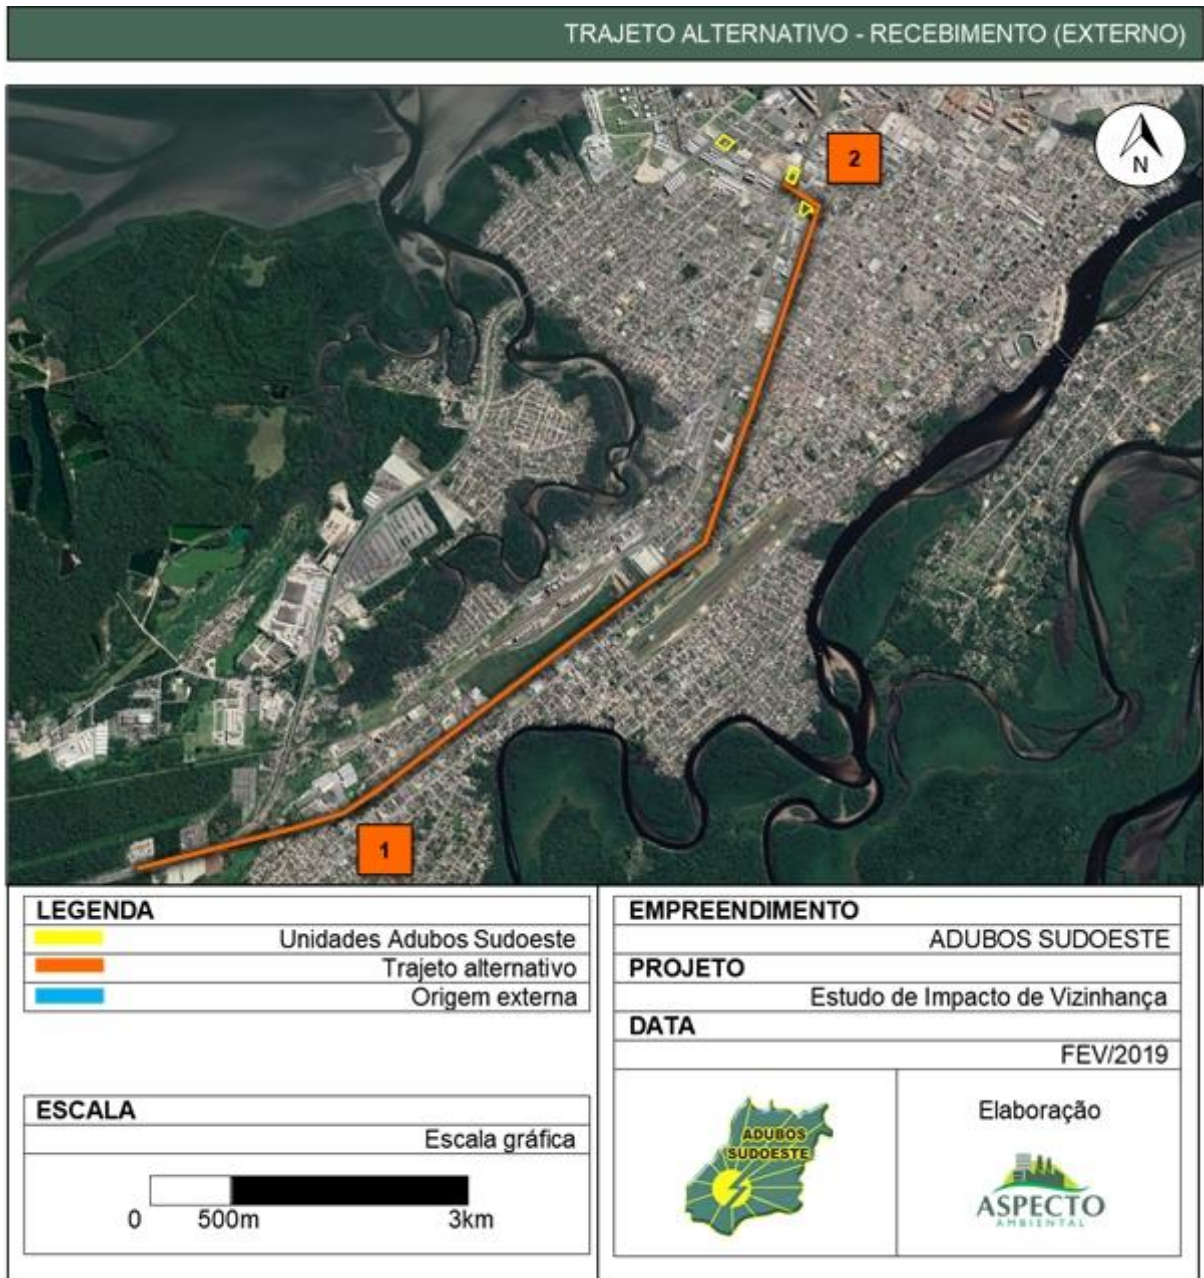 TRAJETO ALTERNATIVO - RECEBIMENTO (EXTERNO)
N
2
1
LEGENDA
Unidades Adubos Sudoeste
Trajeto alternativo
Origem externa
ESCALA
Escala gráfica
0 500m 3km
EMPREENDIMENTO
ADUBOS SUDOESTE
PROJETO
Estudo de Impacto de Vizinhança
DATA
FEV/2019
ADUBOS
SUDOESTE
Elaboração
ASPECTO
AMBIENTAL